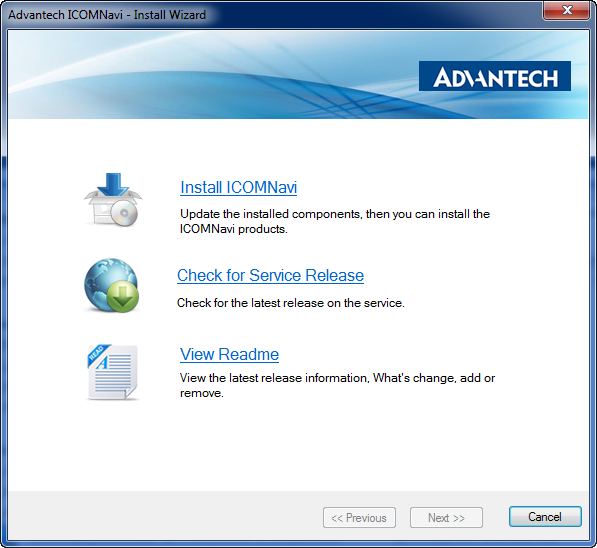 Advantech ICOMNavi - Install Wizard
ADVANTECH
Install ICOMNavi
Update the installed components, then you can install the
ICOMNavi products.
Check for Service Release
Check for the latest release on the service.
READ
A
View Readme
View the latest release information, What's change, add or
remove.
<< Previous
Next >>
Cancel